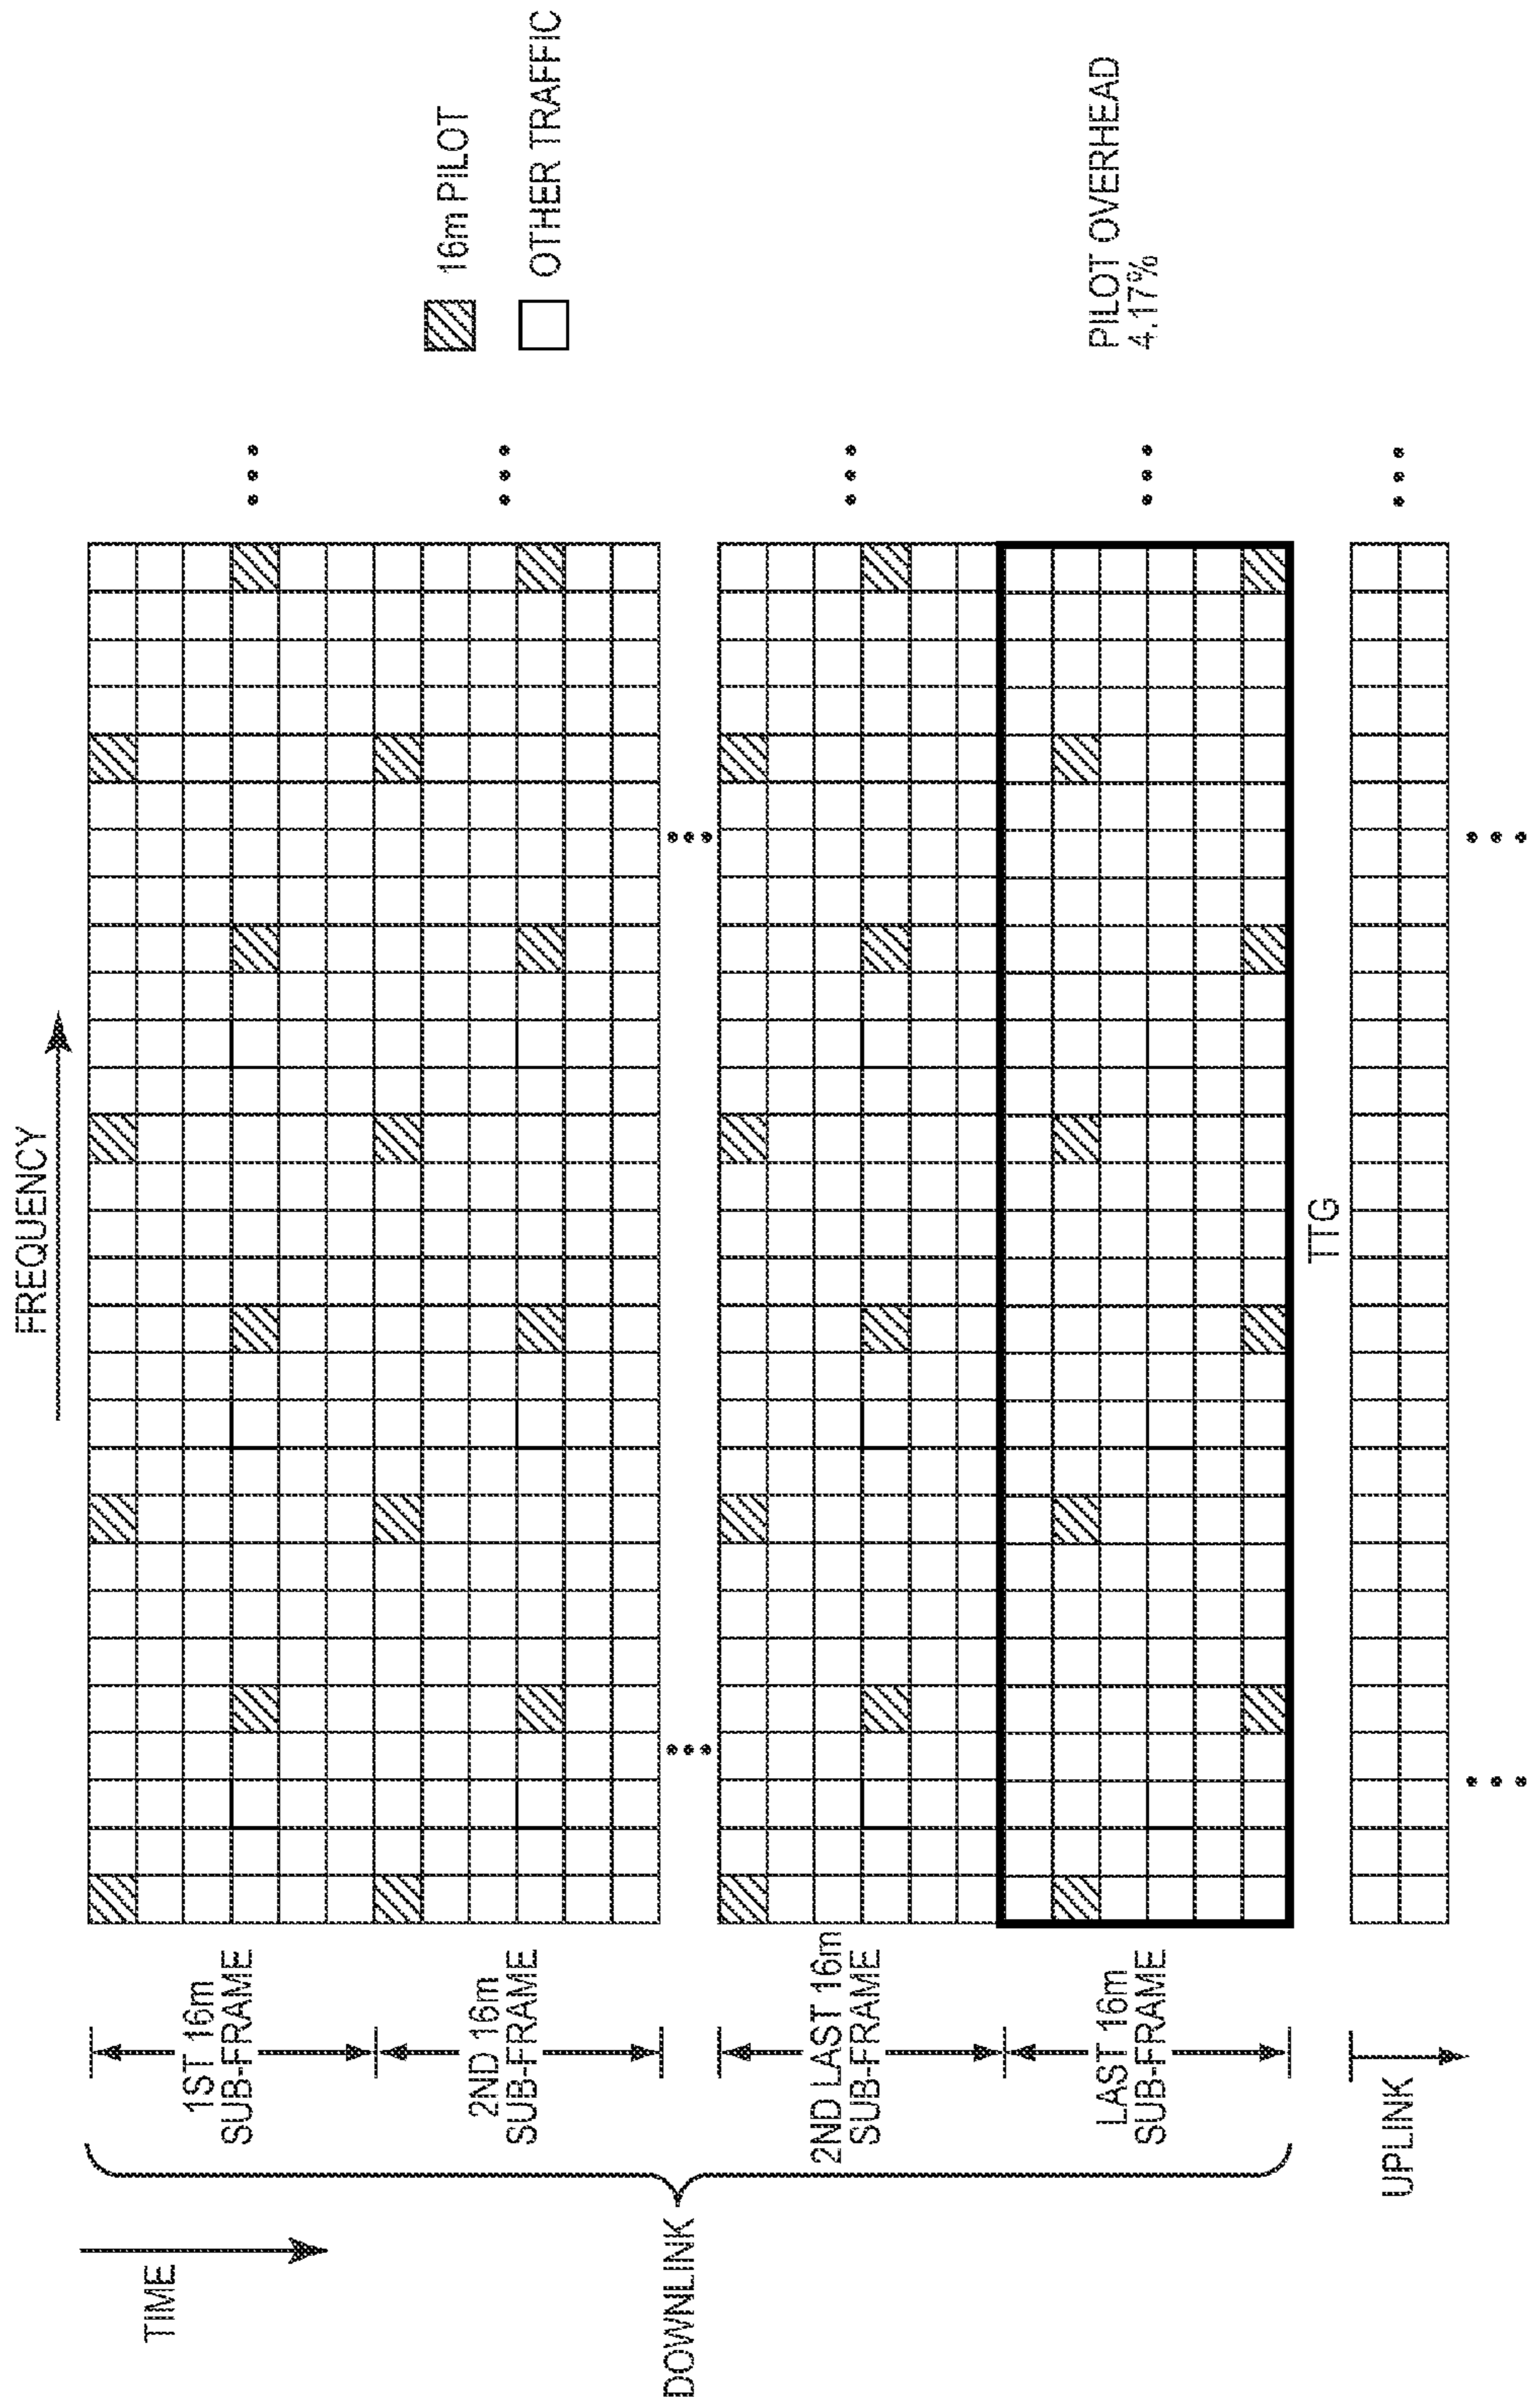 FREQUENCY
TIME
DOWNLINK
1ST 16m
SUB-FRAME
2ND 16m
SUB-FRAME
2ND LAST 16m
SUB-FRAME
LAST 16m
SUB-FRAME
UPLINK
TTG
16m PILOT
OTHER TRAFFIC
PILOT OVERHEAD
4.17%